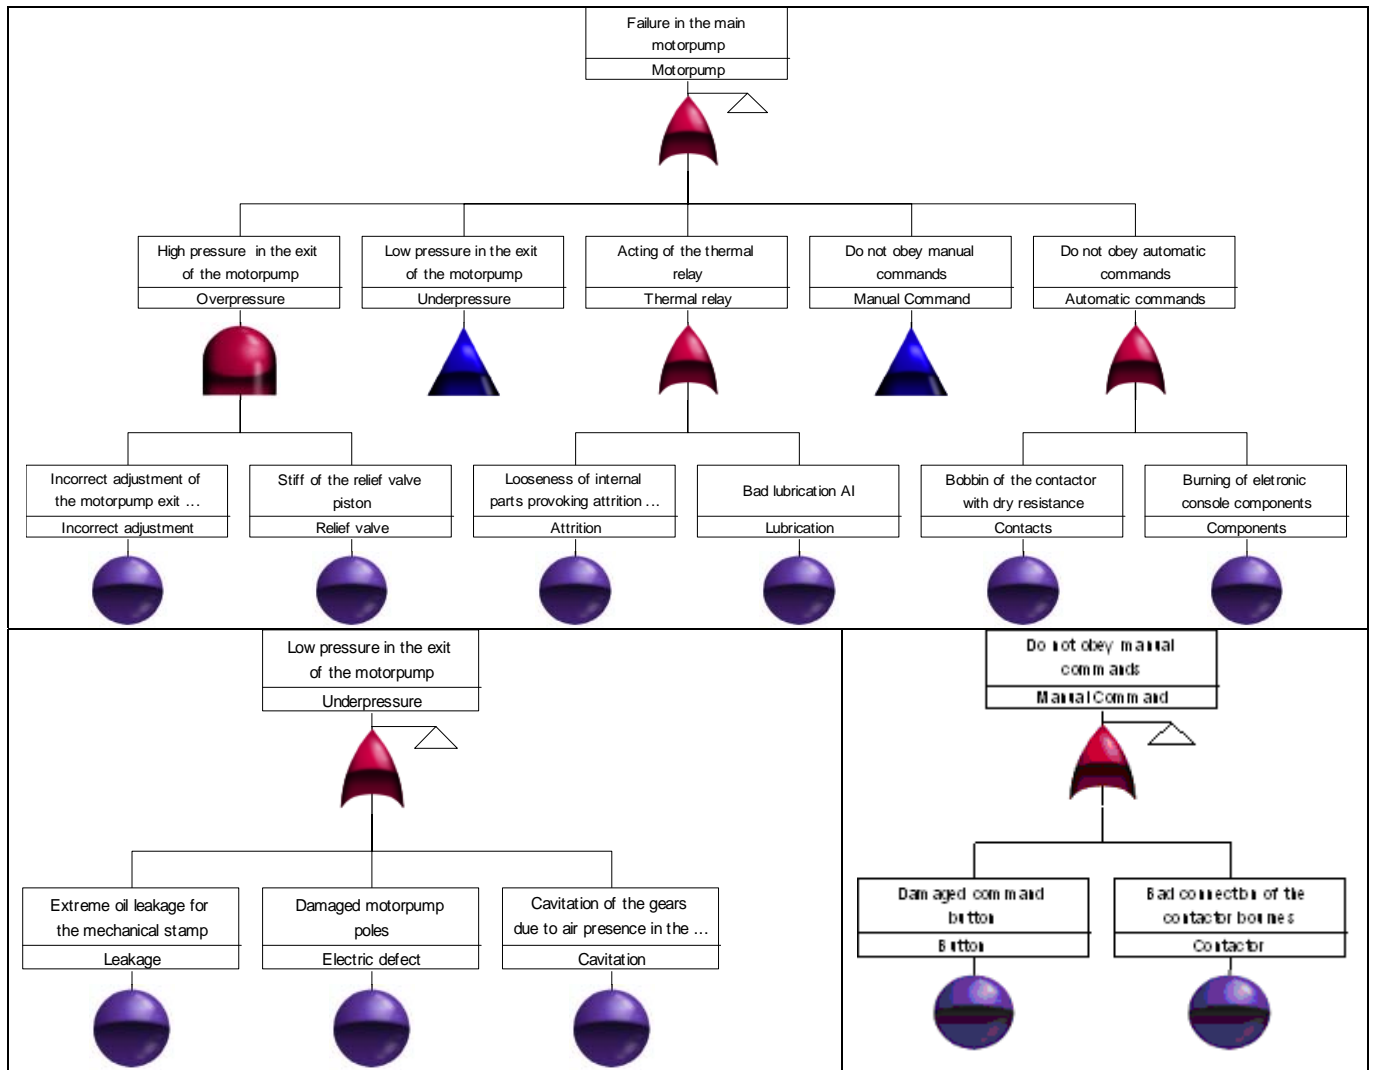 Failure in the main
motorpump
Motorpump
High pressure in the exit
of the motorpump
Overpressure
Low pressure in the exit
of the motorpump
Underpressure
Acting of the thermal
relay
Thermal relay
Do not obey manual
commands
Manual Command
Do not obey automatic
commands
Automatic commands
Incorrect adjustment of
the motorpump exit ...
Incorrect adjustment
Stiff of the relief valve
piston
Relief valve
Looseness of internal
parts provoking attrition ...
Attrition
Bad lubrication AI
Lubrication
Bobbin of the contactor
with dry resistance
Contacts
Burning of eletronic
console components
Components
Low pressure in the exit
of the motorpump
Underpressure
Extreme oil leakage for
the mechanical stamp
Leakage
Damaged motorpump
poles
Electric defect
Cavitation of the gears
due to air presence in the ...
Cavitation
Do not obey manual
commands
Manual Command
Damaged command
button
Button
Bad connection of the
contactor bournes
Contactor